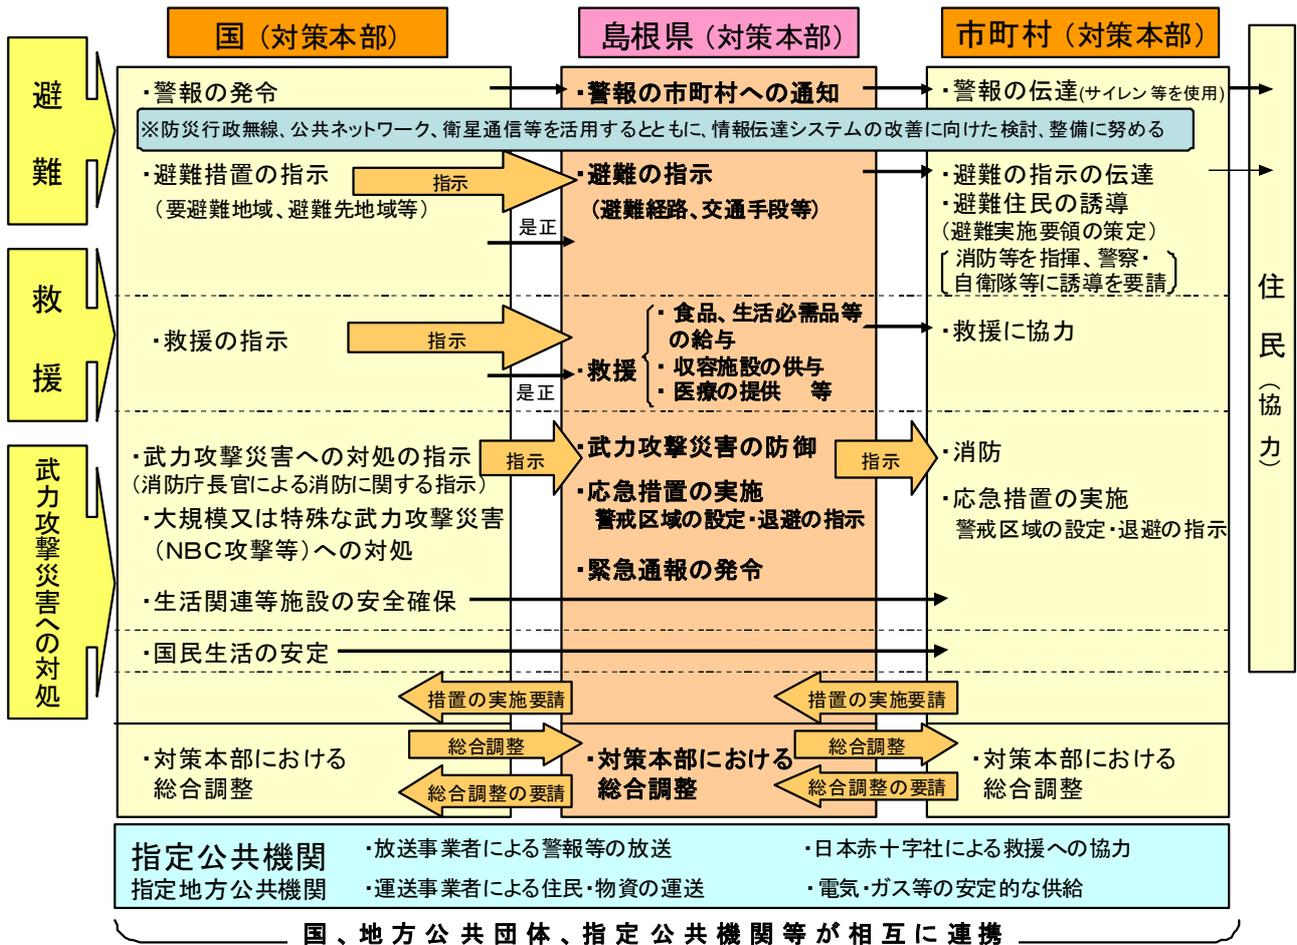 国（対策本部）
島根県（対策本部）
市町村（対策本部）
避難
・警報の発令
・警報の市町村への通知
・警報の伝達(サイレン等を使用)
※防災行政無線、公共ネットワーク、衛星通信等を活用するとともに、情報伝達システムの改善に向けた検討、整備に努める
・避難措置の指示
（要避難地域、避難先地域等）
指示
是正
・避難の指示
（避難経路、交通手段等）
・避難の指示の伝達
・避難住民の誘導
（避難実施要領の策定）
消防等を指揮、警察・
自衛隊等に誘導を要請
救援
・救援の指示
指示
是正
・救援
・食品、生活必需品等
の給与
・収容施設の供与
・医療の提供　等
・救援に協力
武力攻撃災害への対処
・武力攻撃災害への対処の指示
（消防庁長官による消防に関する指示）
・大規模又は特殊な武力攻撃災害
（NBC攻撃等）への対処
・生活関連等施設の安全確保
・国民生活の安定
指示
・武力攻撃災害の防御
・応急措置の実施
警戒区域の設定・退避の指示
・緊急通報の発令
指示
・消防
・応急措置の実施
警戒区域の設定・退避の指示
措置の実施要請
措置の実施要請
・対策本部における
総合調整
総合調整
総合調整の要請
・対策本部における
総合調整
総合調整
総合調整の要請
・対策本部における
総合調整
住民（協力）
指定公共機関
指定地方公共機関
・放送事業者による警報等の放送
・日本赤十字社による救援への協力
・運送事業者による住民・物資の運送
・電気・ガス等の安定的な供給
国、地方公共団体、指定公共機関等が相互に連携